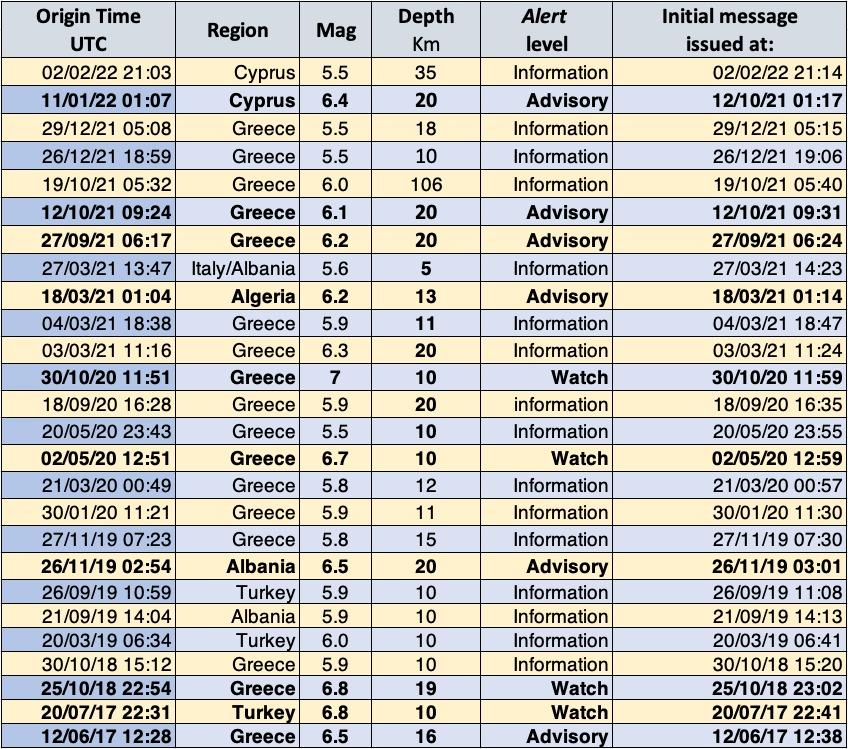 Origin Time UTC Region Mag Depth Km Alert level Initial message issued at:
02/02/22 21:03 Cyprus 5.5 35 Information 02/02/22 21:14
11/01/22 01:07 Cyprus 6.4 20 Advisory 12/10/21 01:17
29/12/21 05:08 Greece 5.5 18 Information 29/12/21 05:15
26/12/21 18:59 Greece 5.5 10 Information 26/12/21 19:06
19/10/21 05:32 Greece 6.0 106 Information 19/10/21 05:40
12/10/21 09:24 Greece 6.1 20 Advisory 12/10/21 09:31
27/09/21 06:17 Greece 6.2 20 Advisory 27/09/21 06:24
27/03/21 13:47 Italy/Albania 5.6 5 Information 27/03/21 14:23
18/03/21 01:04 Algeria 6.2 13 Advisory 18/03/21 01:14
04/03/21 18:38 Greece 5.9 11 Information 04/03/21 18:47
03/03/21 11:16 Greece 6.3 20 Information 03/03/21 11:24
30/10/20 11:51 Greece 7 10 Watch 30/10/20 11:59
18/09/20 16:28 Greece 5.9 20 information 18/09/20 16:35
20/05/20 23:43 Greece 5.5 10 Information 20/05/20 23:55
02/05/20 12:51 Greece 6.7 10 Watch 02/05/20 12:59
21/03/20 00:49 Greece 5.8 12 Information 21/03/20 00:57
30/01/20 11:21 Greece 5.9 11 Information 30/01/20 11:30
27/11/19 07:23 Greece 5.8 15 Information 27/11/19 07:30
26/11/19 02:54 Albania 6.5 20 Advisory 26/11/19 03:01
26/09/19 10:59 Turkey 5.9 10 Information 26/09/19 11:08
21/09/19 14:04 Albania 5.9 10 Information 21/09/19 14:13
20/03/19 06:34 Turkey 6.0 10 Information 20/03/19 06:41
30/10/18 15:12 Greece 5.9 10 Information 30/10/18 15:20
25/10/18 22:54 Greece 6.8 19 Watch 25/10/18 23:02
20/07/17 22:31 Turkey 6.8 10 Watch 20/07/17 22:41
12/06/17 12:28 Greece 6.5 16 Advisory 12/06/17 12:38